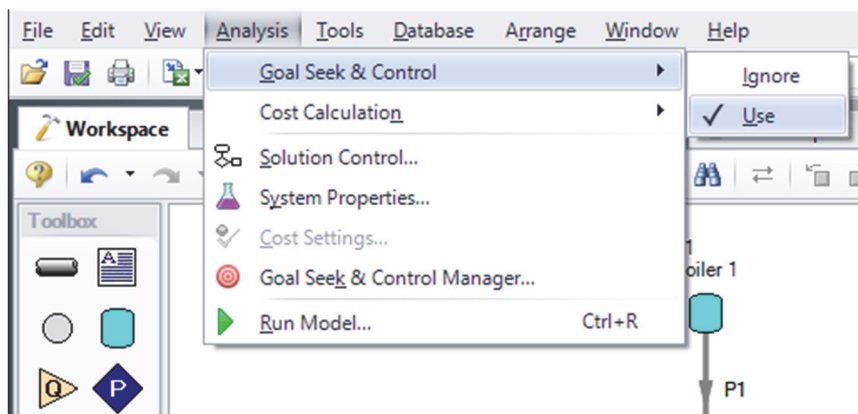 File Edit View Analysis Tools Database Arrange Window Help
Goal Seek & Control
Ignore
Cost Calculation
Use
Workspace
Solution Control...
System Properties...
Toolbox
Cost Settings...
1
oiler 1
Goal Seek & Control Manager...
Run Model... Ctrl+R
Q
P
P1